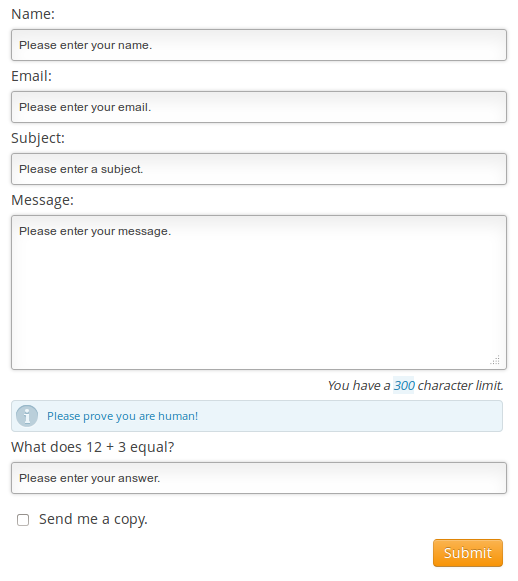 Name:
Please enter your name.
Email:
Please enter your email.
Subject:
Please enter a subject.
Message:
Please enter your message.
You have a 300 character limit.
i Please prove you are human!
What does 12 + 3 equal?
Please enter your answer.
Send me a copy.
Submit